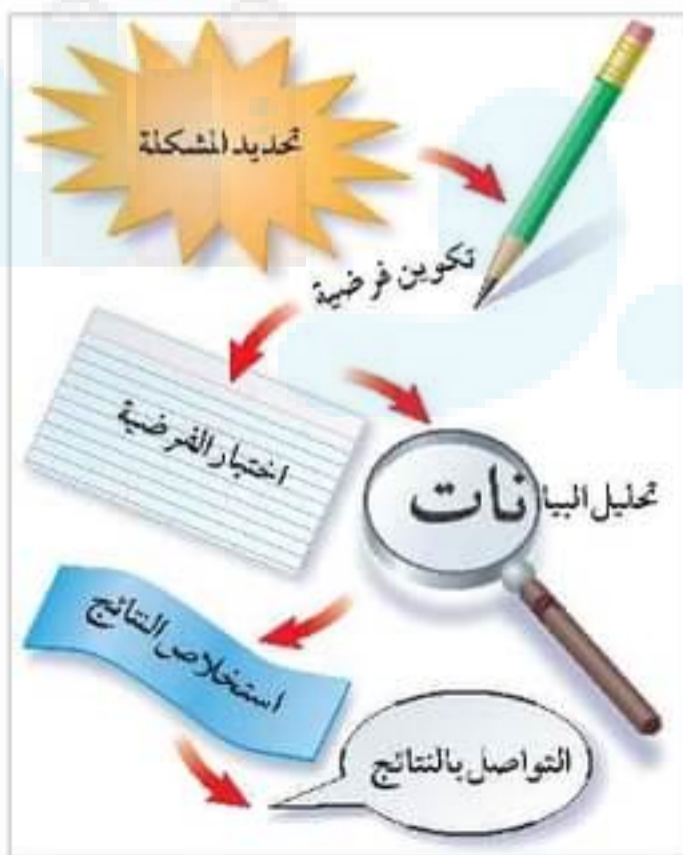 تحديد المشكلة
تكوين فرضية
اختبار الفرضية
تحليل البيانات
استخلاص النتائج
التواصل بالنتائج